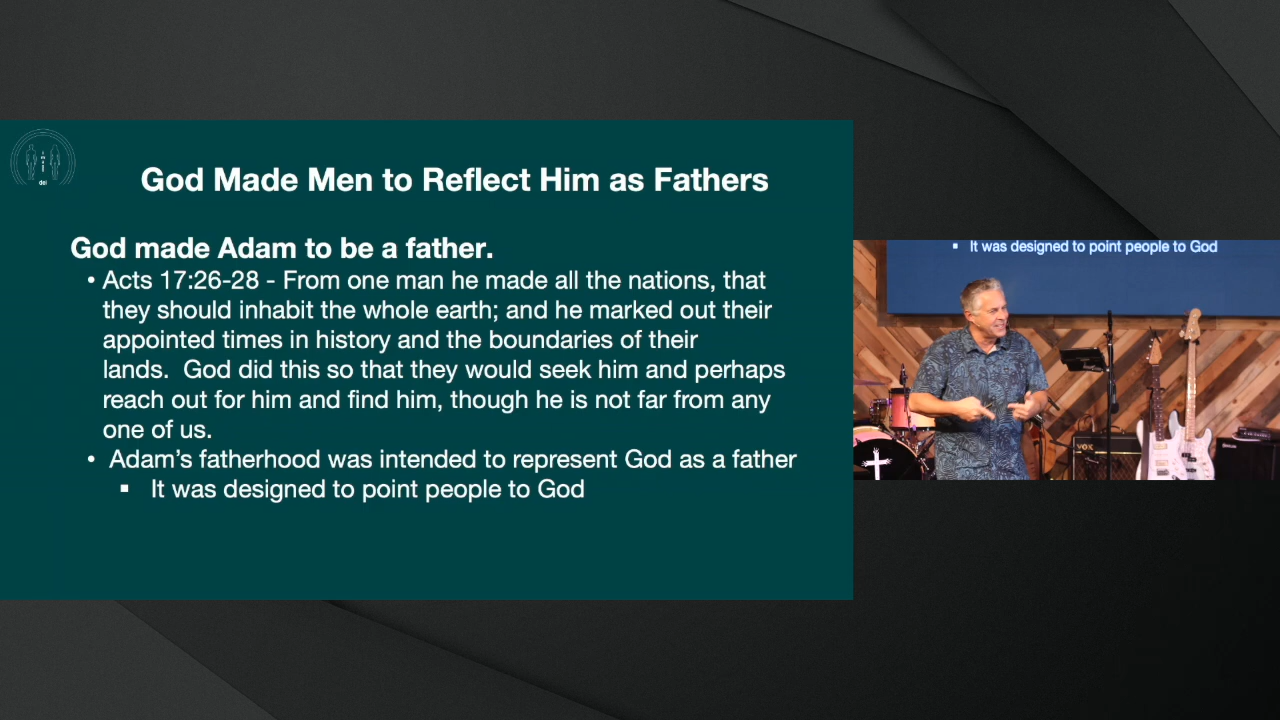 God Made Men to Reflect Him as Fathers
God made Adam to be a father.
• Acts 17:26-28 - From one man he made all the nations, that
they should inhabit the whole earth; and he marked out their
appointed times in history and the boundaries of their
lands.  God did this so that they would seek him and perhaps
reach out for him and find him, though he is not far from any
one of us.
• Adam’s fatherhood was intended to represent God as a father
▪ It was designed to point people to God
dei
▪ It was designed to point people to God
VOX